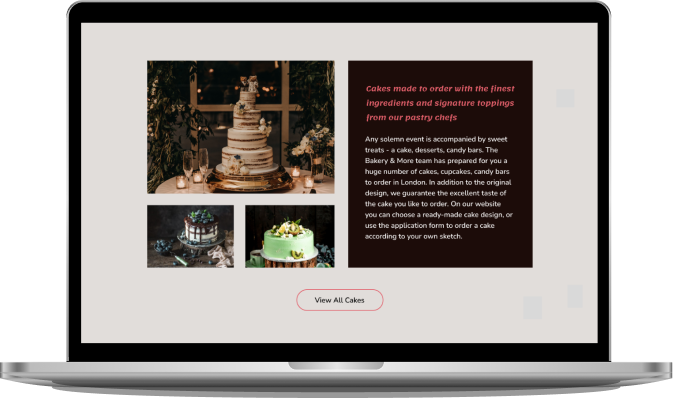 Cakes made to order with the finest
ingredients and signature toppings
from our pastry chefs
Any solemn event is accompanied by sweet
treats - a cake, desserts, candy bars. The
Bakery & More team has prepared for you a
huge number of cakes, cupcakes, candy bars
to order in London. In addition to the original
design, we guarantee the excellent taste of
the cake you like to order. On our website
you can choose a ready-made cake design, or
use the application form to order a cake
according to your own sketch.
View All Cakes